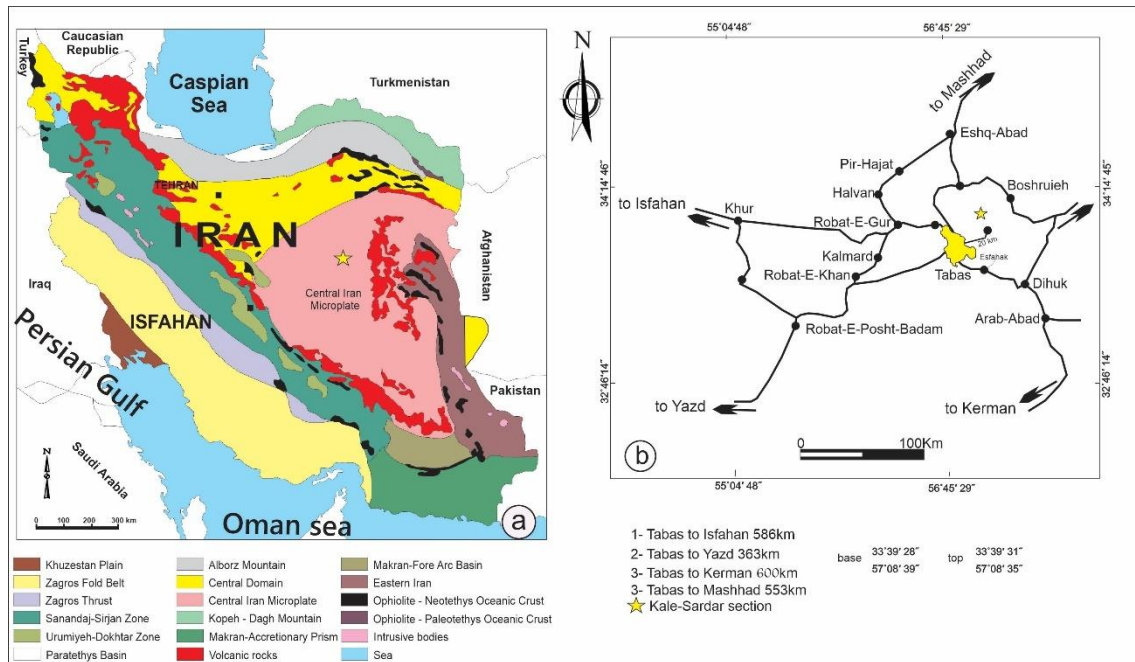 Turkey
Caucasian
Republic
Caspian
Sea
Turkmenistan
TEHRAN
IRAN
Afghanistan
Central Iran
Microplate
Iraq
ISFAHAN
Persian Gulf
Pakistan
Saudi Arabia
N
0 100 200 300 km
Oman sea
a
Khuzestan Plain
Zagros Fold Belt
Zagros Thrust
Sanandaj-Sirjan Zone
Urumiyeh-Dokhtar Zone
Paratethys Basin
Alborz Mountain
Central Domain
Central Iran Microplate
Kopeh - Dagh Mountain
Makran-Accretionary Prism
Volcanic rocks
Makran-Fore Arc Basin
Eastern Iran
Ophiolite - Neotethys Oceanic Crust
Ophiolite - Paleotethys Oceanic Crust
Intrusive bodies
Sea
55°04′48″
56°45′29″
N
to Mashhad
Eshq-Abad
Pir-Hajat
34°14′46″
34°14′45″
Halvan
Boshruieh
to Isfahan
Khur
Robat-E-Gur
20 km
Kalmard
Esfahak
Robat-E-Khan
Tabas
Dihuk
Arab-Abad
Robat-E-Posht-Badam
32°46′14″
32°46′14″
to Yazd
to Kerman
0 100Km
b
55°04′48″
56°45′29″
1- Tabas to Isfahan 586km
2- Tabas to Yazd 363km
3- Tabas to Kerman 600km
3- Tabas to Mashhad 553km
Kale-Sardar section
base 33°39′28″ 57°08′39″
top 33°39′31″ 57°08′35″